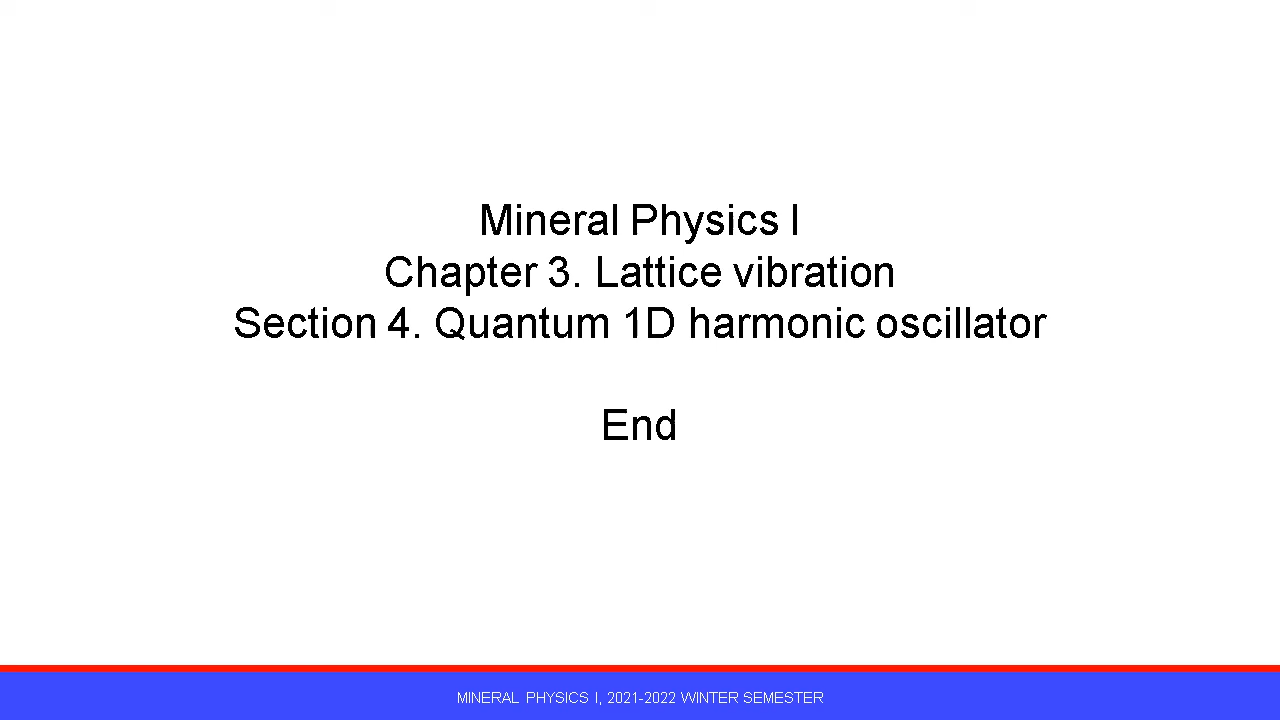 Mineral Physics I
Chapter 3. Lattice vibration
Section 4. Quantum 1D harmonic oscillator
End
MINERAL PHYSICS I, 2021-2022 WINTER SEMESTER